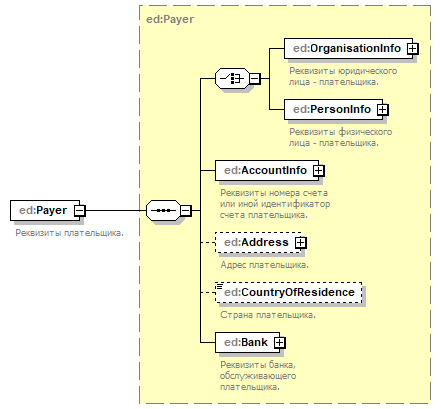 ed:Payer
ed:OrganisationInfo
Реквизиты юридического
лица - плательщика.
ed:PersonInfo
Реквизиты физического
лица - плательщика.
ed:AccountInfo
Реквизиты номера счета
или иной идентификатор
счета плательщика.
ed:Payer
Реквизиты плательщика.
ed:Address
Адрес плательщика.
ed:CountryOfResidence
Страна плательщика.
ed:Bank
Реквизиты банка,
обслуживающего
плательщика.